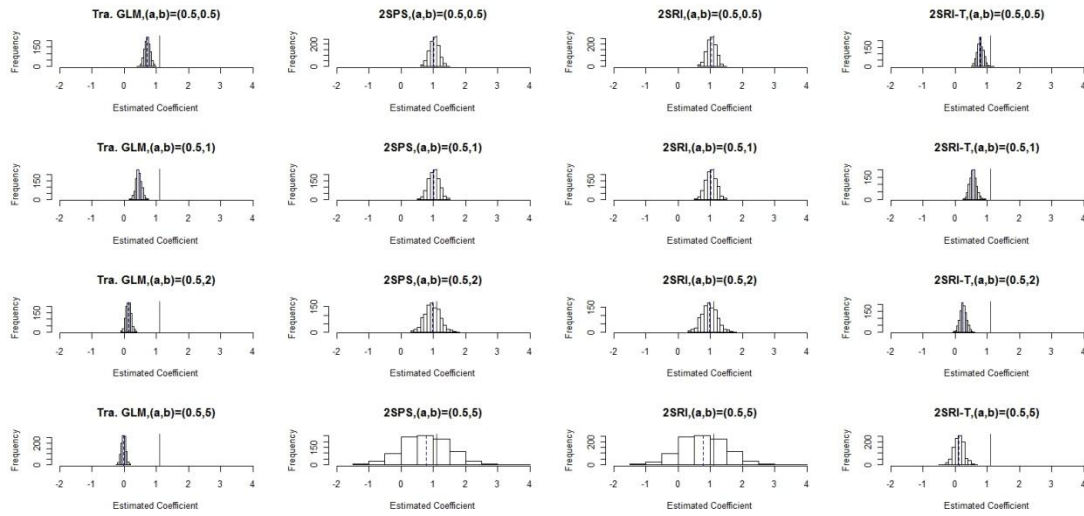 Tra. GLM,(a,b)=(0.5,0.5)
2SPS,(a,b)=(0.5,0.5)
2SRI,(a,b)=(0.5,0.5)
2SRI-T,(a,b)=(0.5,0.5)
Frequency
0 150
Frequency
0 200
Frequency
0 200
Frequency
0 150
-2 -1 0 1 2 3 4
-2 -1 0 1 2 3 4
-2 -1 0 1 2 3 4
-2 -1 0 1 2 3 4
Estimated Coefficient
Estimated Coefficient
Estimated Coefficient
Estimated Coefficient
Tra. GLM,(a,b)=(0.5,1)
2SPS,(a,b)=(0.5,1)
2SRI,(a,b)=(0.5,1)
2SRI-T,(a,b)=(0.5,1)
Frequency
0 150
Frequency
0 150
Frequency
0 150
Frequency
0 150
-2 -1 0 1 2 3 4
-2 -1 0 1 2 3 4
-2 -1 0 1 2 3 4
-2 -1 0 1 2 3 4
Estimated Coefficient
Estimated Coefficient
Estimated Coefficient
Estimated Coefficient
Tra. GLM,(a,b)=(0.5,2)
2SPS,(a,b)=(0.5,2)
2SRI,(a,b)=(0.5,2)
2SRI-T,(a,b)=(0.5,2)
Frequency
0 150
Frequency
0 150
Frequency
0 150
Frequency
0 150
-2 -1 0 1 2 3 4
-2 -1 0 1 2 3 4
-2 -1 0 1 2 3 4
-2 -1 0 1 2 3 4
Estimated Coefficient
Estimated Coefficient
Estimated Coefficient
Estimated Coefficient
Tra. GLM,(a,b)=(0.5,5)
2SPS,(a,b)=(0.5,5)
2SRI,(a,b)=(0.5,5)
2SRI-T,(a,b)=(0.5,5)
Frequency
0 200
Frequency
0 150
Frequency
0 200
Frequency
0 200
-2 -1 0 1 2 3 4
-2 -1 0 1 2 3 4
-2 -1 0 1 2 3 4
-2 -1 0 1 2 3 4
Estimated Coefficient
Estimated Coefficient
Estimated Coefficient
Estimated Coefficient